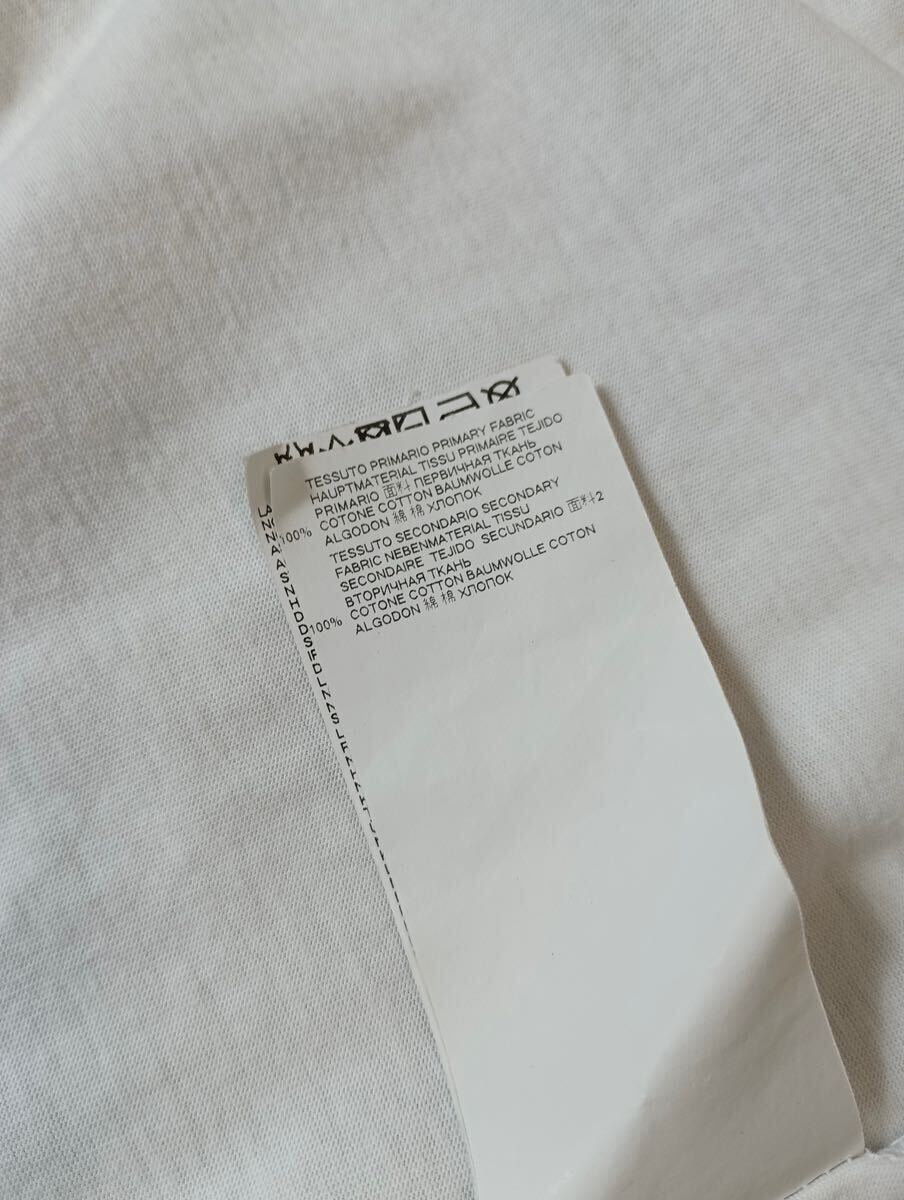 TESSUTO PRIMARIO PRIMARY FABRIC
HAUPTMATERIAL TISSU PRIMAIRE TEJIDO
PRIMARIO 面料 ПЕРВИЧНАЯ ТКАНЬ
100% COTONE COTTON BAUMWOLLE COTON
ALGODON 綿 棉 ХЛОПОК
TESSUTO SECONDARIO SECONDARY
FABRIC NEBENMATERIAL TISSU
SECONDAIRE TEJIDO SECUNDARIO 面料2
ВТОРИЧНАЯ ТКАНЬ
100% COTONE COTTON BAUMWOLLE COTON
ALGODON 綿 棉 ХЛОПОК